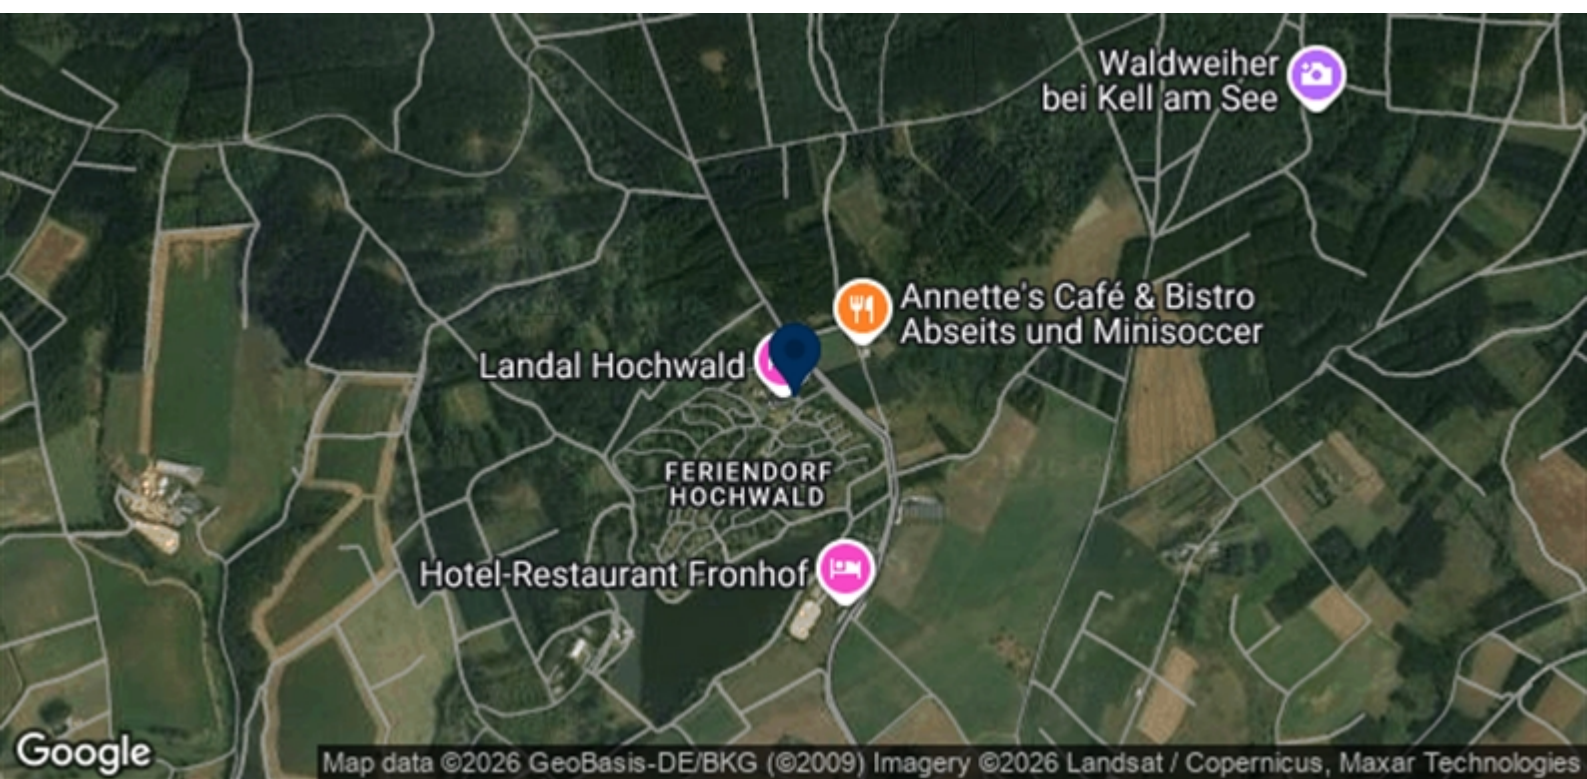 Waldweiher
bei Kell am See
Annette's Café & Bistro
Abseits und Minisoccer
Landal Hochwald
FERIENDORF
HOCHWALD
Hotel-Restaurant Fronhof
Google
Map data ©2026 GeoBasis-DE/BKG (©2009) Imagery ©2026 Landsat / Copernicus, Maxar Technologies